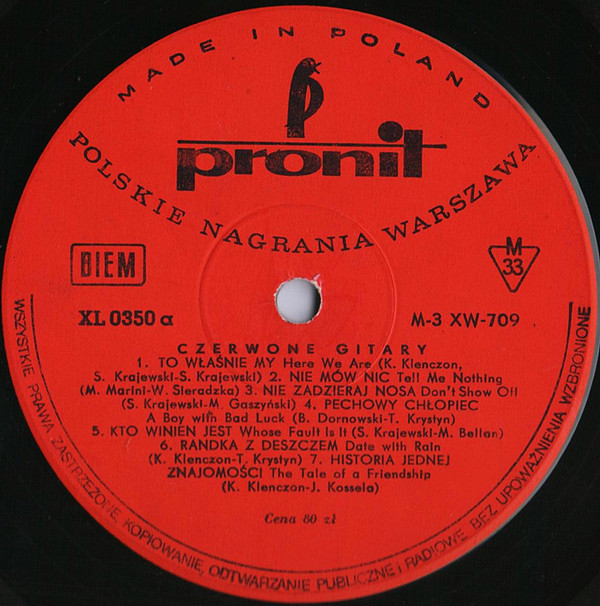 MADE IN POLAND
pronit
POLSKIE NAGRANIA WARSZAWA
BIEM
M
33
XL 0350 a
M-3 XW-709
CZERWONE GITARY
1. TO WŁAŚNIE MY Here We Are (K. Klenczon,
S. Krajewski-S. Krajewski) 2. NIE MÓW NIC Tell Me Nothing
(M. Marini-W. Sieradzka) 3. NIE ZADZIERAJ NOSA Don't Show Off
(S. Krajewski-M. Gaszyński) 4. PECHOWY CHŁOPIEC
A Boy with Bad Luck (B. Dornowski-T. Krystyn)
5. KTO WINIEN JEST Whose Fault Is It (S. Krajewski-M. Bellan)
6. RANDKA Z DESZCZEM Date with Rain
(K. Klenczon-T. Krystyn) 7. HISTORIA JEDNEJ
ZNAJOMOŚCI The Tale of a Friendship
(K. Klenczon-J. Kossela)
Cena 80 zł
WSZYSTKIE PRAWA ZASTRZEŻONE, KOPIOWANIE, ODTWARZANIE PUBLICZNE I RADIOWE BEZ UPOWAŻNIENIA WZBRONIONE